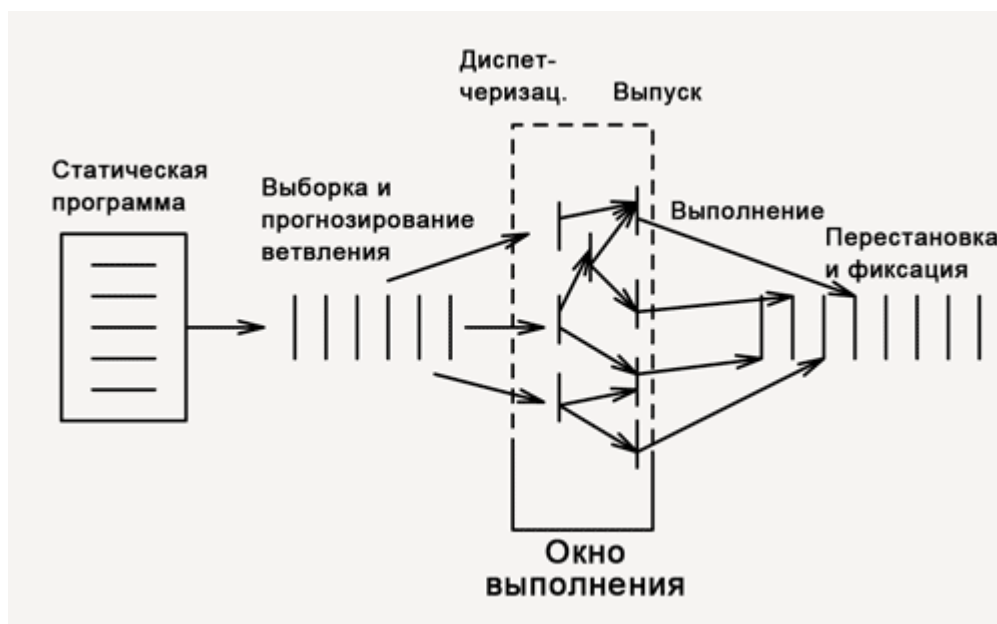 Диспет-
черизац.
Выпуск
Статическая
программа
Выборка и
прогнозирование
ветвления
Выполнение
Перестановка
и фиксация
Окно
выполнения